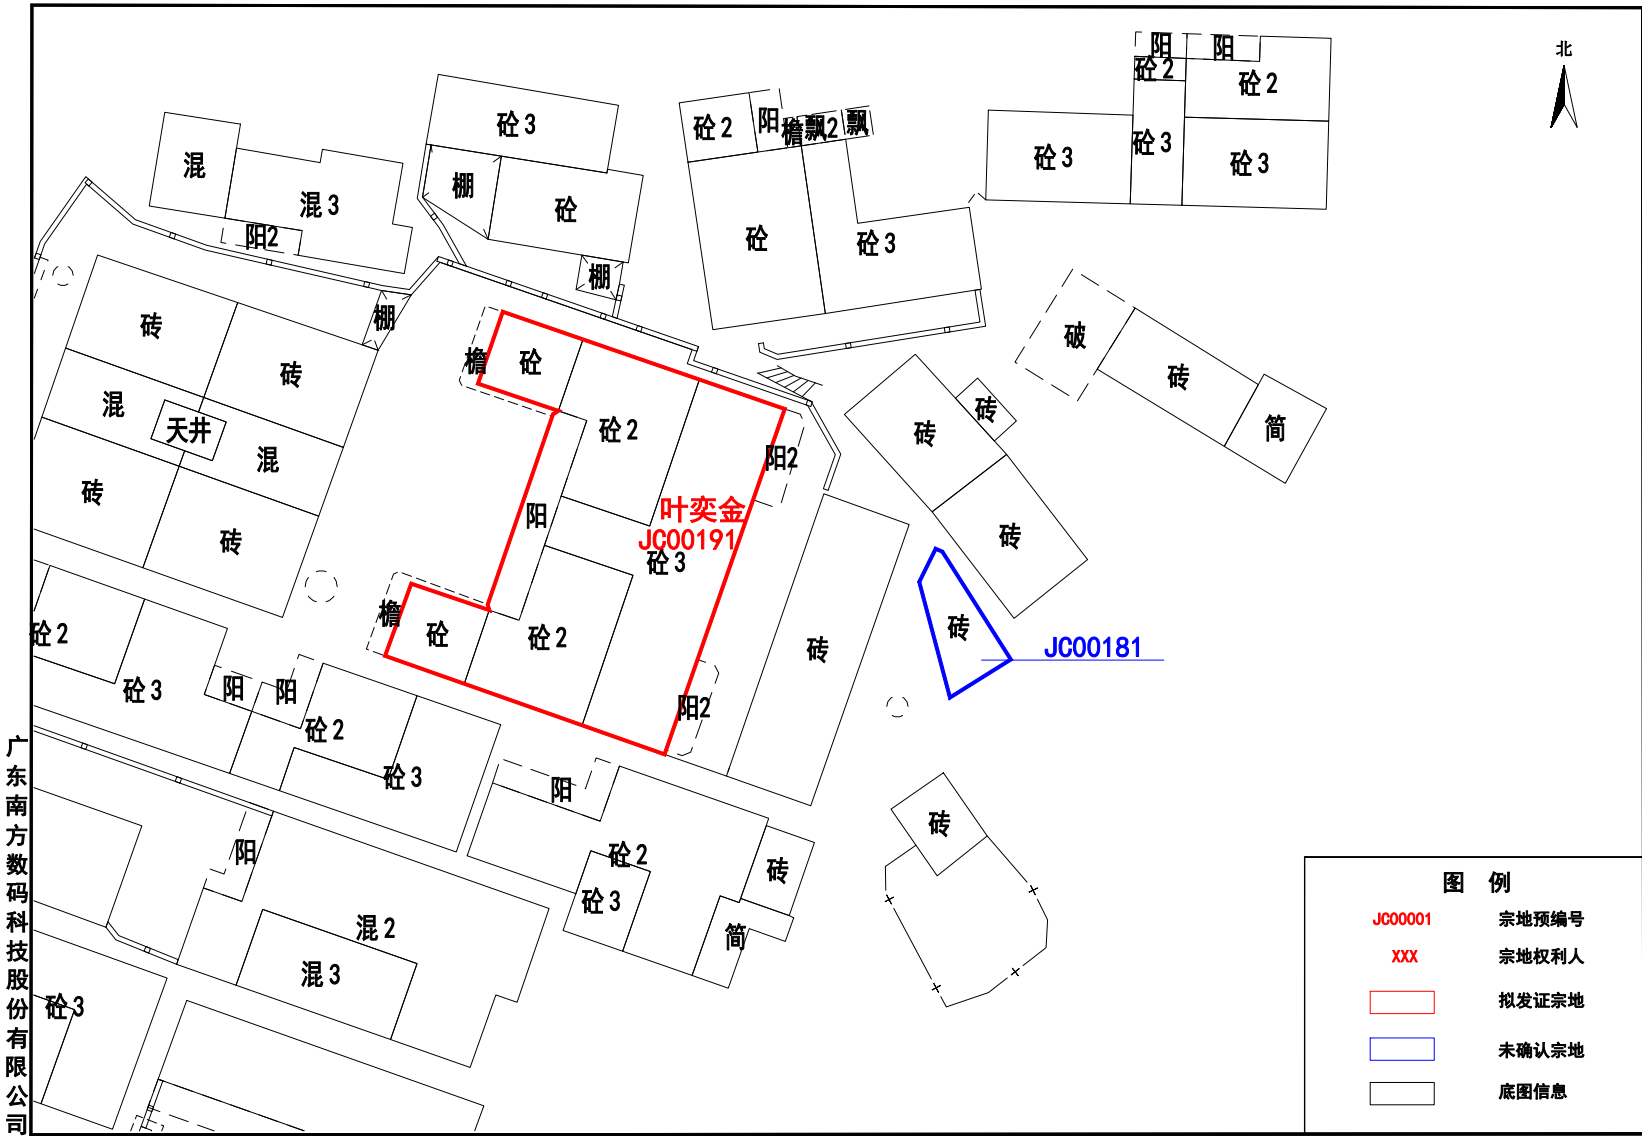 北
阳
阳
砼2
砼2
砼3
砼3
砼3
砼3
砼2
阳
檐
飘2
飘
混
混3
棚
砼
阳2
砼
砼3
棚
棚
砖
砖
破
砖
檐
砼
混
天井
混
砼2
砖
砖
简
阳2
砖
砖
阳
叶奕金
JC00191
砼3
砖
檐
砼
砼2
砖
砖
JC00181
砼2
砼3
阳
阳
砼2
阳2
砼3
阳
砖
阳
砼2
砼3
砖
简
混2
混3
砼3
图 例
JC00001 宗地预编号
XXX 宗地权利人
拟发证宗地
未确认宗地
底图信息
广东南方数码科技股份有限公司